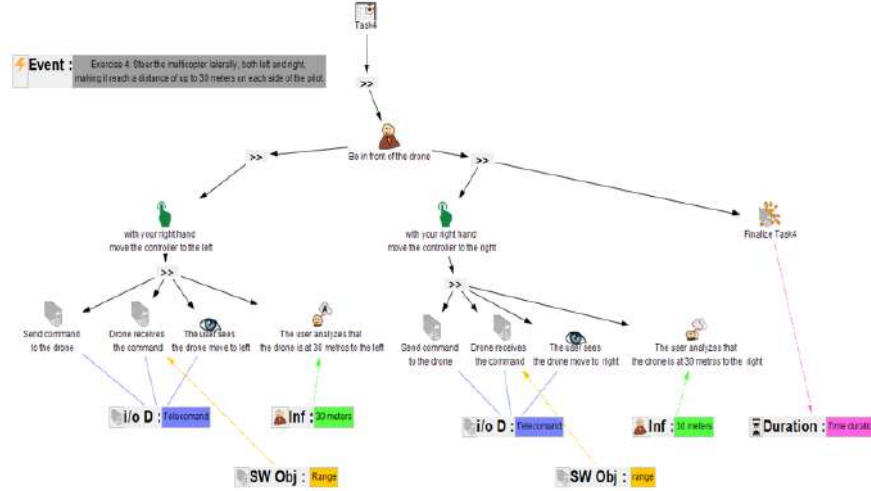 Task4
Event :
Exercise 4: Steer the multicopter laterally, both left and right,
making it reach a distance of up to 30 meters on each side of the pilot.
>>
Be in front of the drone
>>
>>
with your right hand
move the controller to the left
with your right hand
move the controller to the right
Finalize Task4
>>
>>
Send command
to the drone
Drone receives
the command
The user sees
the drone move to left
The user analyzes that
the drone is at 30 metros to the left
Send command
to the drone
Drone receives
the command
The user sees
the drone move to right
The user analyzes that
the drone is at 30 metros to the right
i/o D : Telecomand
Inf : 30 meters
i/o D : Telecomand
Inf : 30 meters
Duration : Time duratio
SW Obj : Range
SW Obj : range